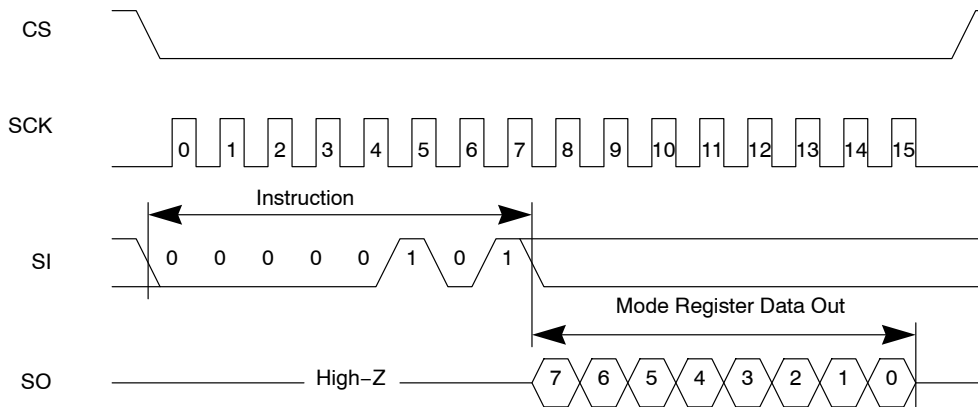 CS
SCK
0 1 2 3 4 5 6 7 8 9 10 11 12 13 14 15
Instruction
SI 0 0 0 0 0 1 0 1
Mode Register Data Out
SO High−Z 7 6 5 4 3 2 1 0